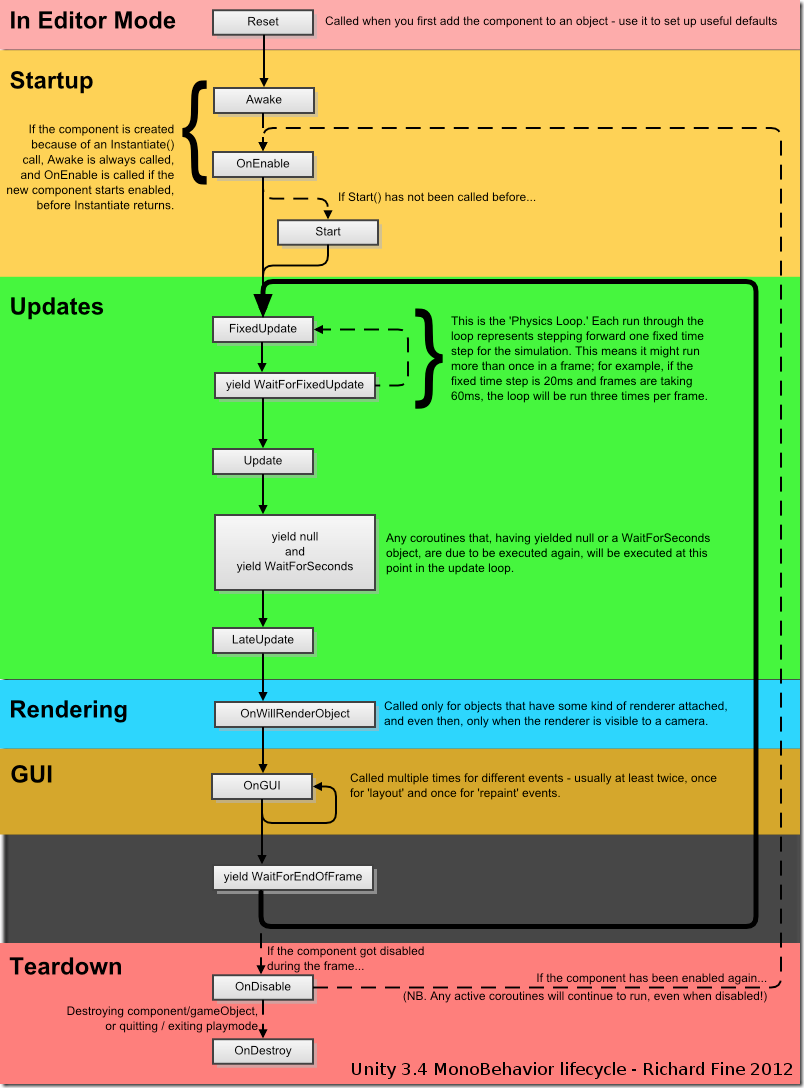 In Editor Mode
Reset
Called when you first add the component to an object - use it to set up useful defaults
Startup
Awake
If the component is created
because of an Instantiate()
call, Awake is always called,
and OnEnable is called if the
new component starts enabled,
before Instantiate returns.
OnEnable
If Start() has not been called before...
Start
Updates
FixedUpdate
This is the 'Physics Loop.' Each run through the
loop represents stepping forward one fixed time
step for the simulation. This means it might run
more than once in a frame; for example, if the
fixed time step is 20ms and frames are taking
60ms, the loop will be run three times per frame.
yield WaitForFixedUpdate
Update
yield null
and
yield WaitForSeconds
Any coroutines that, having yielded null or a WaitForSeconds
object, are due to be executed again, will be executed at this
point in the update loop.
LateUpdate
Rendering
OnWillRenderObject
Called only for objects that have some kind of renderer attached,
and even then, only when the renderer is visible to a camera.
GUI
OnGUI
Called multiple times for different events - usually at least twice, once
for 'layout' and once for 'repaint' events.
yield WaitForEndOfFrame
Teardown
If the component got disabled
during the frame...
OnDisable
If the component has been enabled again...
(NB. Any active coroutines will continue to run, even when disabled!)
Destroying component/gameObject,
or quitting / exiting playmode
OnDestroy
Unity 3.4 MonoBehavior lifecycle - Richard Fine 2012